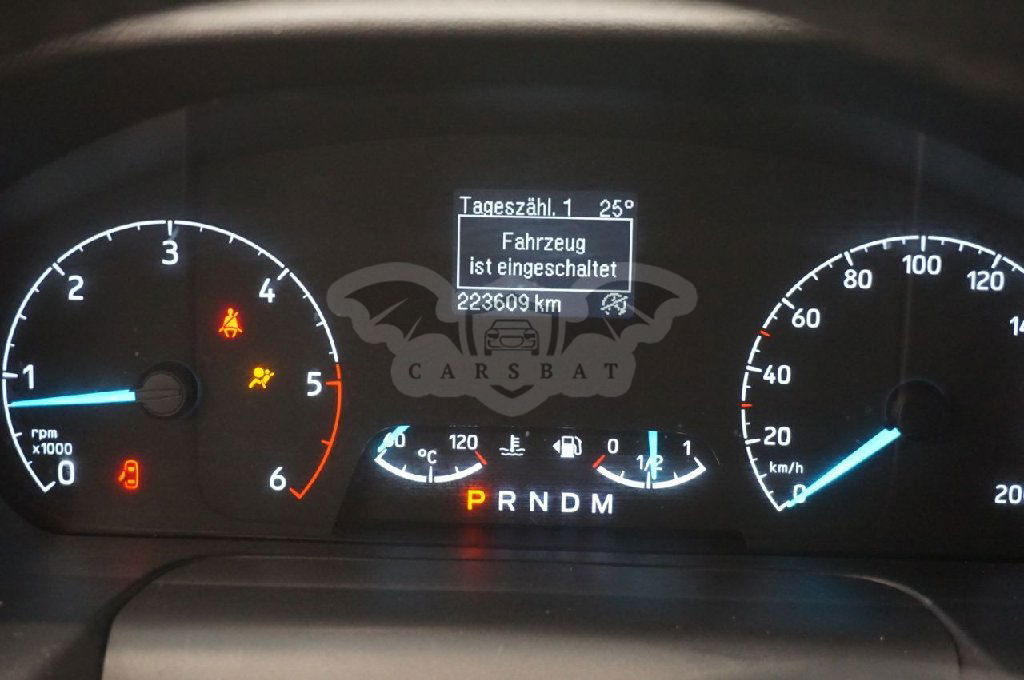 Tageszähl. 1 25°
Fahrzeug
ist eingeschaltet
223609 km
0 1 2 3 4 5 6
rpm
x1000
0 20 40 60 80 100 120
km/h
120
°C
0 1/2 1
P R N D M
CARSBAT